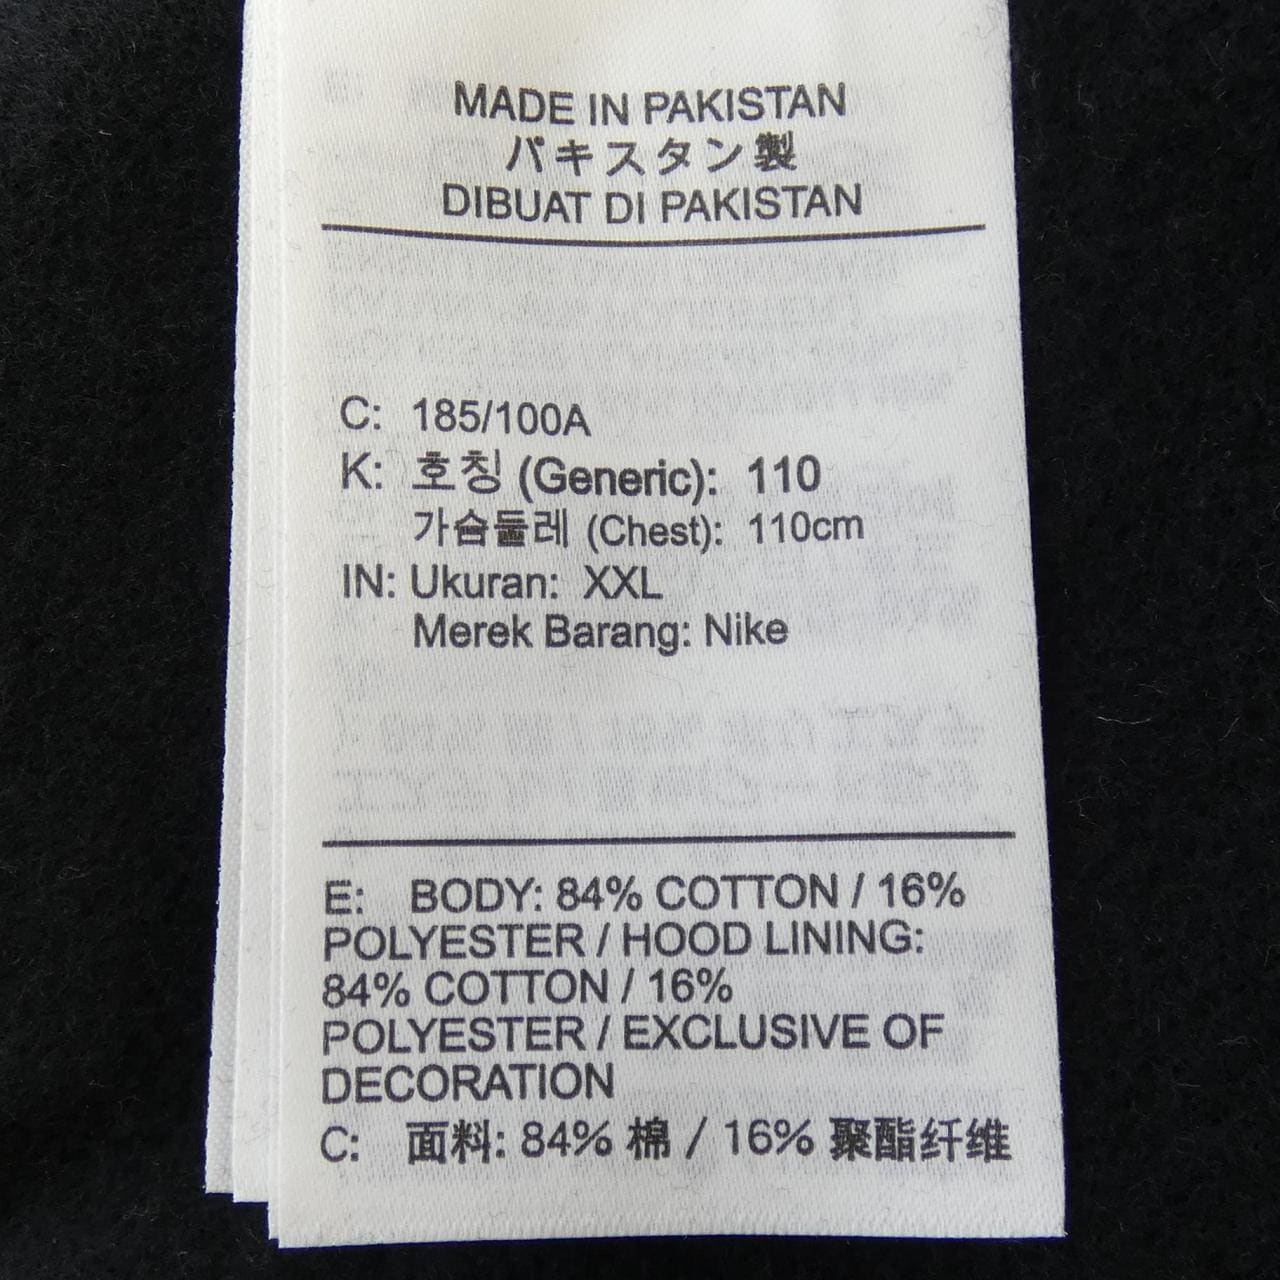 MADE IN PAKISTAN
パキスタン製
DIBUAT DI PAKISTAN
C: 185/100A
K: 호칭 (Generic): 110
가슴둘레 (Chest): 110cm
IN: Ukuran: XXL
Merek Barang: Nike
E: BODY: 84% COTTON / 16%
POLYESTER / HOOD LINING:
84% COTTON / 16%
POLYESTER / EXCLUSIVE OF
DECORATION
C: 面料: 84% 棉 / 16% 聚酯纤维